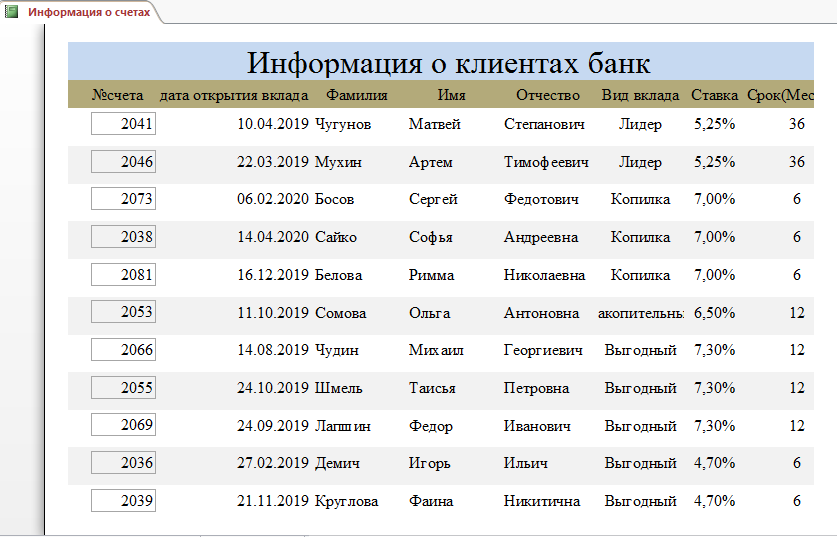 Информация о счетах
Информация о клиентах банк
№счета дата открытия вклада Фамилия Имя Отчество Вид вклада Ставка Срок(Мес
2041 10.04.2019 Чугунов Матвей Степанович Лидер 5,25% 36
2046 22.03.2019 Мухин Артем Тимофеевич Лидер 5,25% 36
2073 06.02.2020 Босов Сергей Федотович Копилка 7,00% 6
2038 14.04.2020 Сайко Софья Андреевна Копилка 7,00% 6
2081 16.12.2019 Белова Римма Николаевна Копилка 7,00% 6
2053 11.10.2019 Сомова Ольга Антоновна акопительны 6,50% 12
2066 14.08.2019 Чудин Михаил Георгиевич Выгодный 7,30% 12
2055 24.10.2019 Шмель Таисья Петровна Выгодный 7,30% 12
2069 24.09.2019 Лапшин Федор Иванович Выгодный 7,30% 12
2036 27.02.2019 Демич Игорь Ильич Выгодный 4,70% 6
2039 21.11.2019 Круглова Фаина Никитична Выгодный 4,70% 6